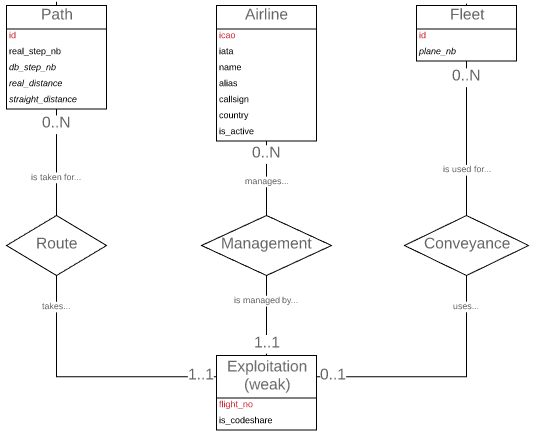 Path
id
real_step_nb
db_step_nb
real_distance
straight_distance
0..N
is taken for...
Route
takes...
1..1
Airline
icao
iata
name
alias
callsign
country
is_active
0..N
manages...
Management
is managed by...
1..1
Fleet
id
plane_nb
0..N
is used for...
Conveyance
uses...
0..1
Exploitation
(weak)
flight_no
is_codeshare